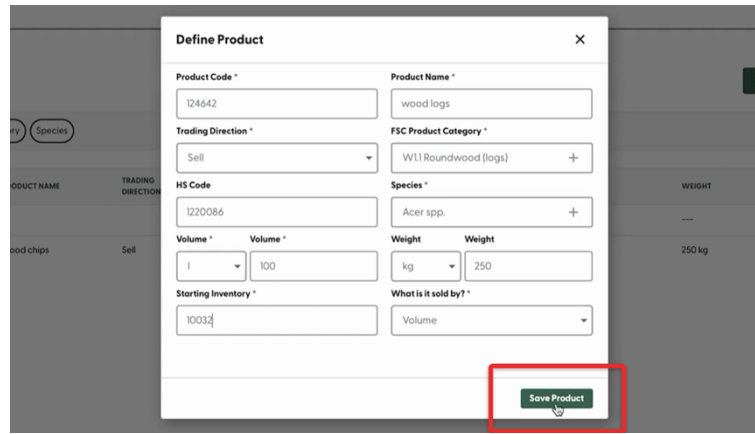 Define Product
Product Code * Product Name *
124642 wood logs
Trading Direction * FSC Product Category *
Sell W1.1 Roundwood (logs)
HS Code Species *
1220086 Acer spp.
Volume * Volume * Weight Weight
l 100 kg 250
Starting Inventory * What is it sold by? *
10032 Volume
Save Product
ry Species
ODUCT NAME TRADING DIRECTION WEIGHT
---
ood chips Sell 250 kg